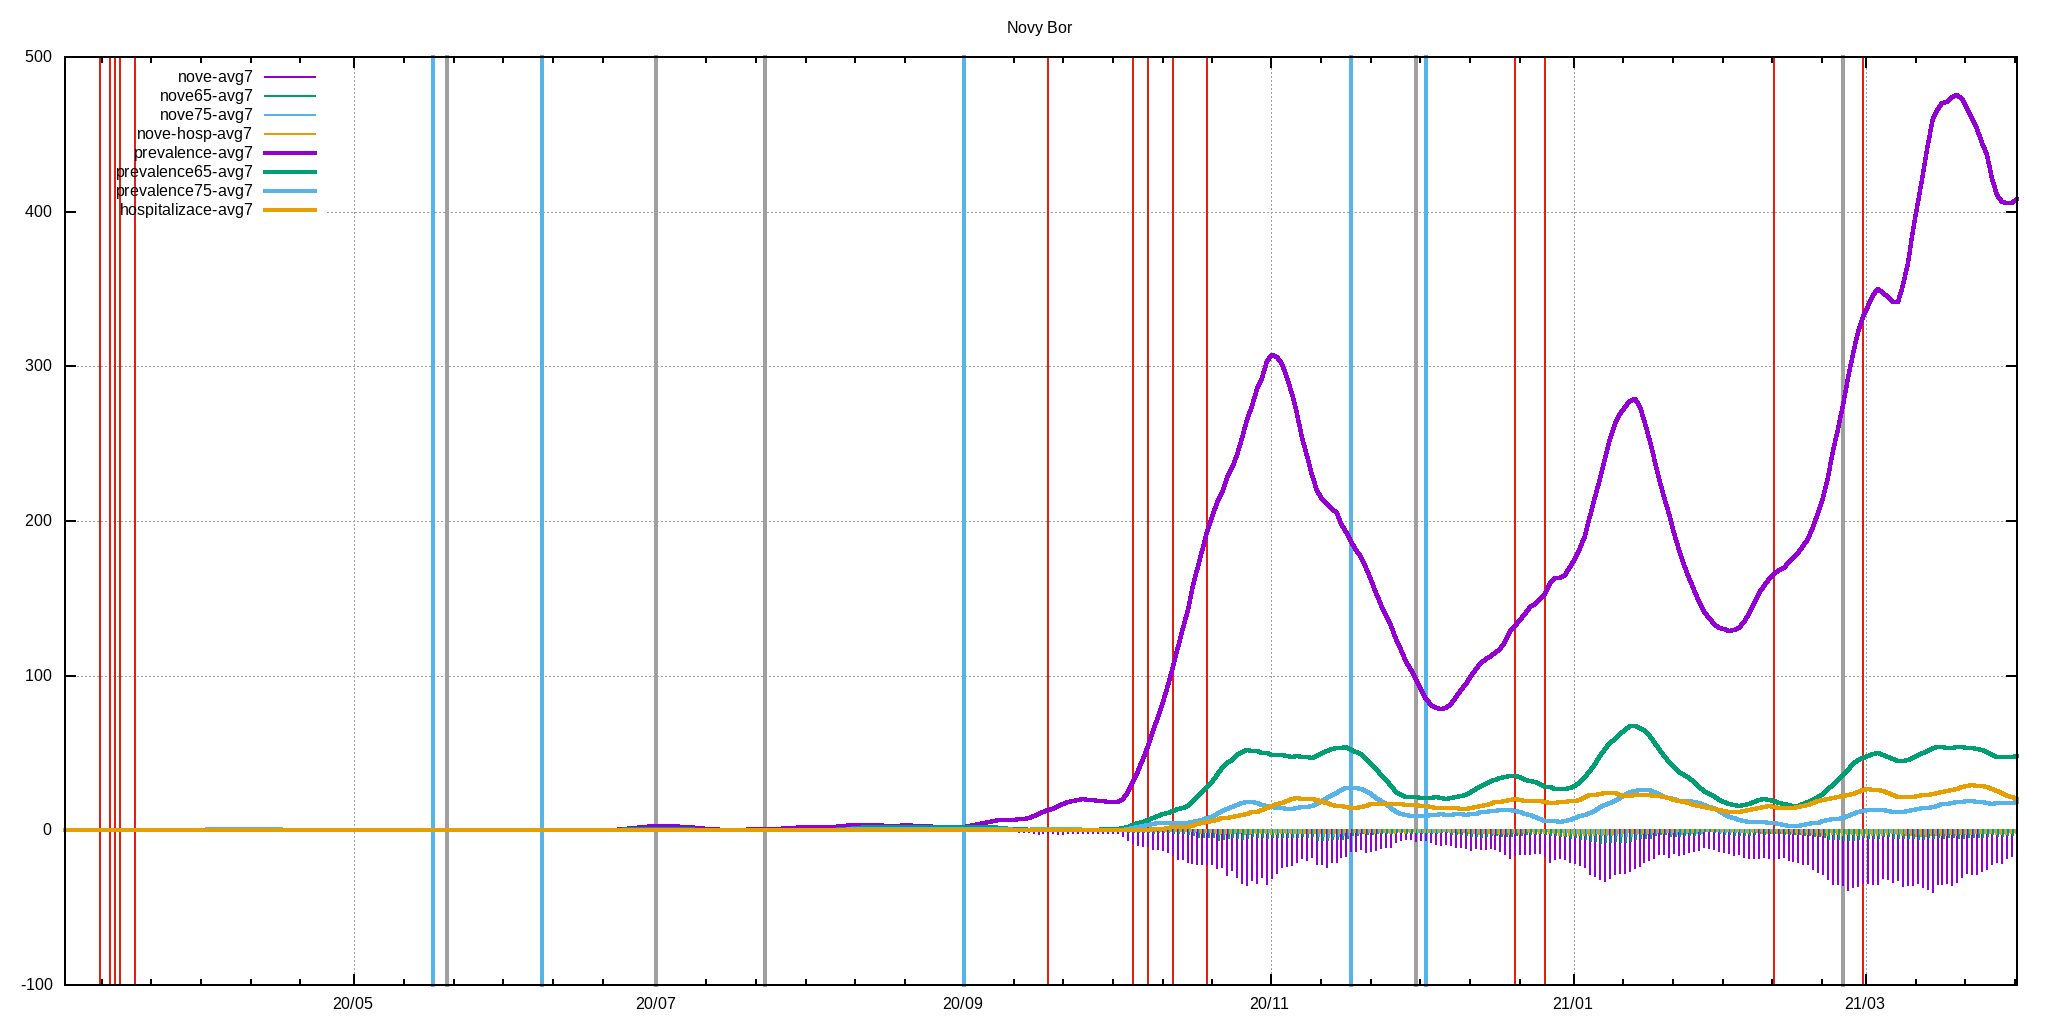 Novy Bor
500
nove-avg7
nove65-avg7
nove75-avg7
nove-hosp-avg7
prevalence-avg7
prevalence65-avg7
prevalence75-avg7
hospitalizace-avg7
400
300
200
100
0
-100
20/05 20/07 20/09 20/11 21/01 21/03